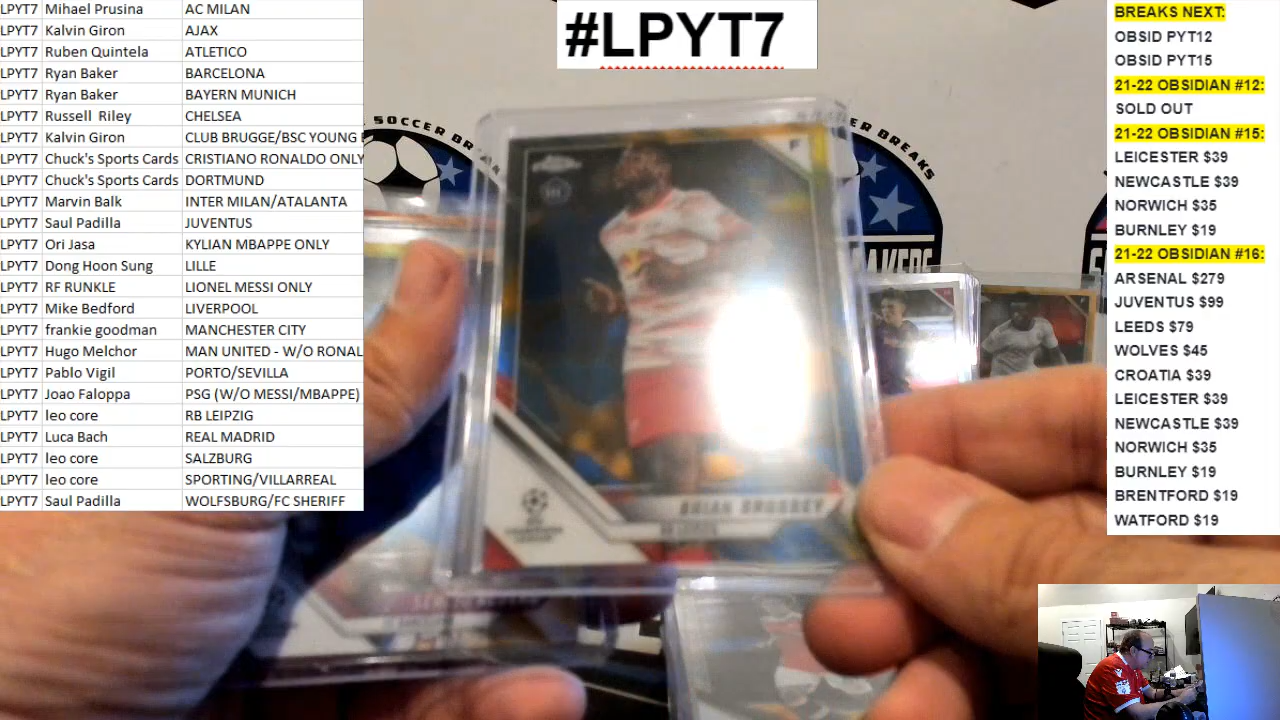 LPYT7 Mihael Prusina AC MILAN
LPYT7 Kalvin Giron AJAX
LPYT7 Ruben Quintela ATLETICO
LPYT7 Ryan Baker BARCELONA
LPYT7 Ryan Baker BAYERN MUNICH
LPYT7 Russell Riley CHELSEA
LPYT7 Kalvin Giron CLUB BRUGGE/BSC YOUNG
LPYT7 Chuck's Sports Cards CRISTIANO RONALDO ONLY
LPYT7 Chuck's Sports Cards DORTMUND
LPYT7 Marvin Balk INTER MILAN/ATALANTA
LPYT7 Saul Padilla JUVENTUS
LPYT7 Ori Jasa KYLIAN MBAPPE ONLY
LPYT7 Dong Hoon Sung LILLE
LPYT7 RF RUNKLE LIONEL MESSI ONLY
LPYT7 Mike Bedford LIVERPOOL
LPYT7 frankie goodman MANCHESTER CITY
LPYT7 Hugo Melchor MAN UNITED - W/O RONAL
LPYT7 Pablo Vigil PORTO/SEVILLA
LPYT7 Joao Faloppa PSG (W/O MESSI/MBAPPE)
LPYT7 leo core RB LEIPZIG
LPYT7 Luca Bach REAL MADRID
LPYT7 leo core SALZBURG
LPYT7 leo core SPORTING/VILLARREAL
LPYT7 Saul Padilla WOLFSBURG/FC SHERIFF
#LPYT7
SOCCER BREA
ER BREAKS
AKERS
BRIAN BROBBEY
BREAKS NEXT:
OBSID PYT12
OBSID PYT15
21-22 OBSIDIAN #12:
SOLD OUT
21-22 OBSIDIAN #15:
LEICESTER $39
NEWCASTLE $39
NORWICH $35
BURNLEY $19
21-22 OBSIDIAN #16:
ARSENAL $279
JUVENTUS $99
LEEDS $79
WOLVES $45
CROATIA $39
LEICESTER $39
NEWCASTLE $39
NORWICH $35
BURNLEY $19
BRENTFORD $19
WATFORD $19